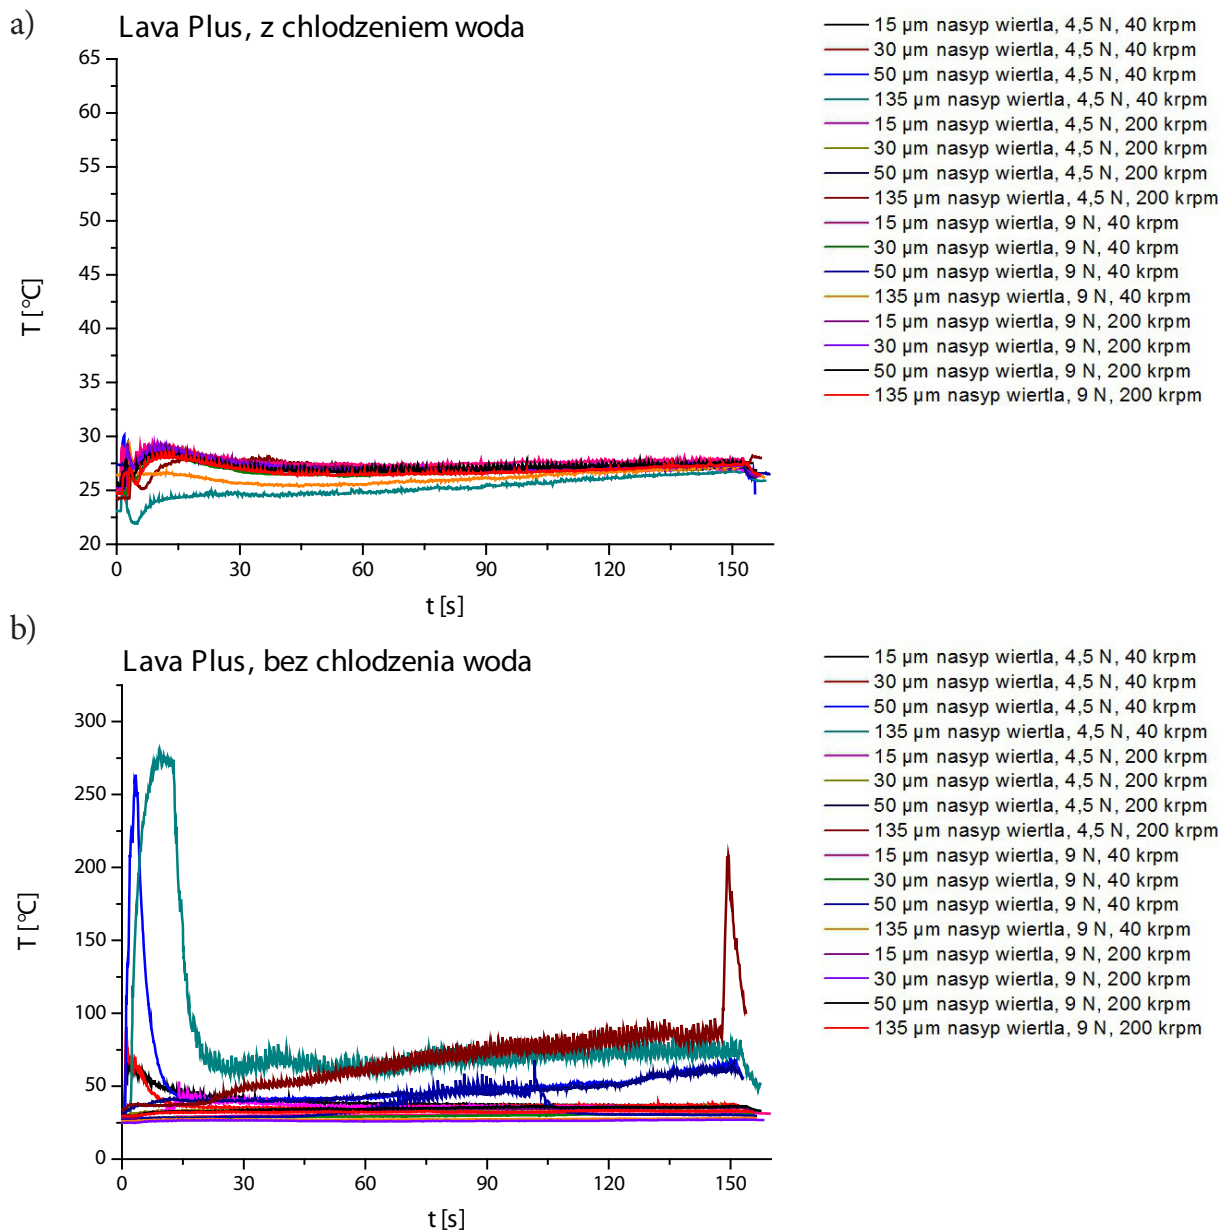 a)
Lava Plus, z chlodzeniem woda
65
60
55
50
45
40
35
30
25
20
T [°C]
0
30
60
90
120
150
t [s]
15 µm nasyp wiertla, 4,5 N, 40 krpm
30 µm nasyp wiertla, 4,5 N, 40 krpm
50 µm nasyp wiertla, 4,5 N, 40 krpm
135 µm nasyp wiertla, 4,5 N, 40 krpm
15 µm nasyp wiertla, 4,5 N, 200 krpm
30 µm nasyp wiertla, 4,5 N, 200 krpm
50 µm nasyp wiertla, 4,5 N, 200 krpm
135 µm nasyp wiertla, 4,5 N, 200 krpm
15 µm nasyp wiertla, 9 N, 40 krpm
30 µm nasyp wiertla, 9 N, 40 krpm
50 µm nasyp wiertla, 9 N, 40 krpm
135 µm nasyp wiertla, 9 N, 40 krpm
15 µm nasyp wiertla, 9 N, 200 krpm
30 µm nasyp wiertla, 9 N, 200 krpm
50 µm nasyp wiertla, 9 N, 200 krpm
135 µm nasyp wiertla, 9 N, 200 krpm
b)
Lava Plus, bez chlodzenia woda
300
250
200
150
100
50
0
T [°C]
0
30
60
90
120
150
t [s]
15 µm nasyp wiertla, 4,5 N, 40 krpm
30 µm nasyp wiertla, 4,5 N, 40 krpm
50 µm nasyp wiertla, 4,5 N, 40 krpm
135 µm nasyp wiertla, 4,5 N, 40 krpm
15 µm nasyp wiertla, 4,5 N, 200 krpm
30 µm nasyp wiertla, 4,5 N, 200 krpm
50 µm nasyp wiertla, 4,5 N, 200 krpm
135 µm nasyp wiertla, 4,5 N, 200 krpm
15 µm nasyp wiertla, 9 N, 40 krpm
30 µm nasyp wiertla, 9 N, 40 krpm
50 µm nasyp wiertla, 9 N, 40 krpm
135 µm nasyp wiertla, 9 N, 40 krpm
15 µm nasyp wiertla, 9 N, 200 krpm
30 µm nasyp wiertla, 9 N, 200 krpm
50 µm nasyp wiertla, 9 N, 200 krpm
135 µm nasyp wiertla, 9 N, 200 krpm